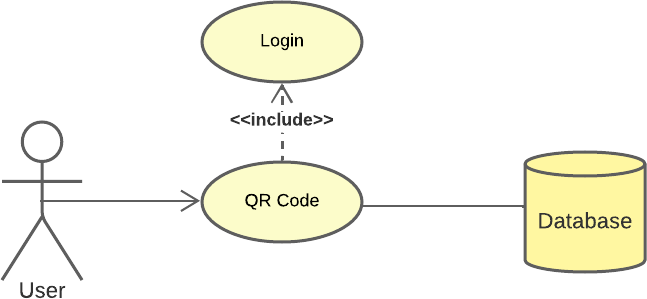 Login
<<include>>
QR Code
Database
User